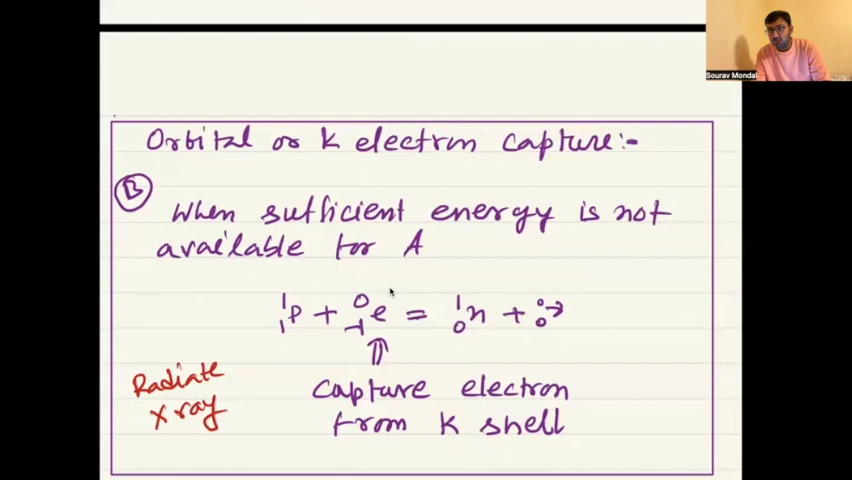 Sourav Mondal
Orbital or K electron capture:-
B
When sufficient energy is not
available for A
¹₁P + ⁰₋₁e = ¹₀n + ⁰₀ν
Radiate
X ray
Capture electron
from K shell